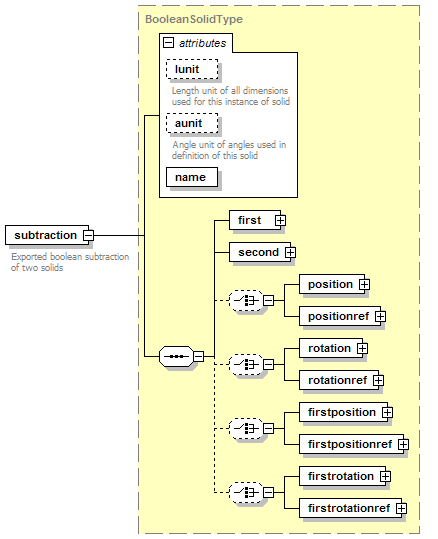 BooleanSolidType
attributes
lunit
Length unit of all dimensions
used for this instance of solid
aunit
Angle unit of angles used in
definition of this solid
name
subtraction
Exported boolean subtraction
of two solids
first
second
position
positionref
rotation
rotationref
firstposition
firstpositionref
firstrotation
firstrotationref